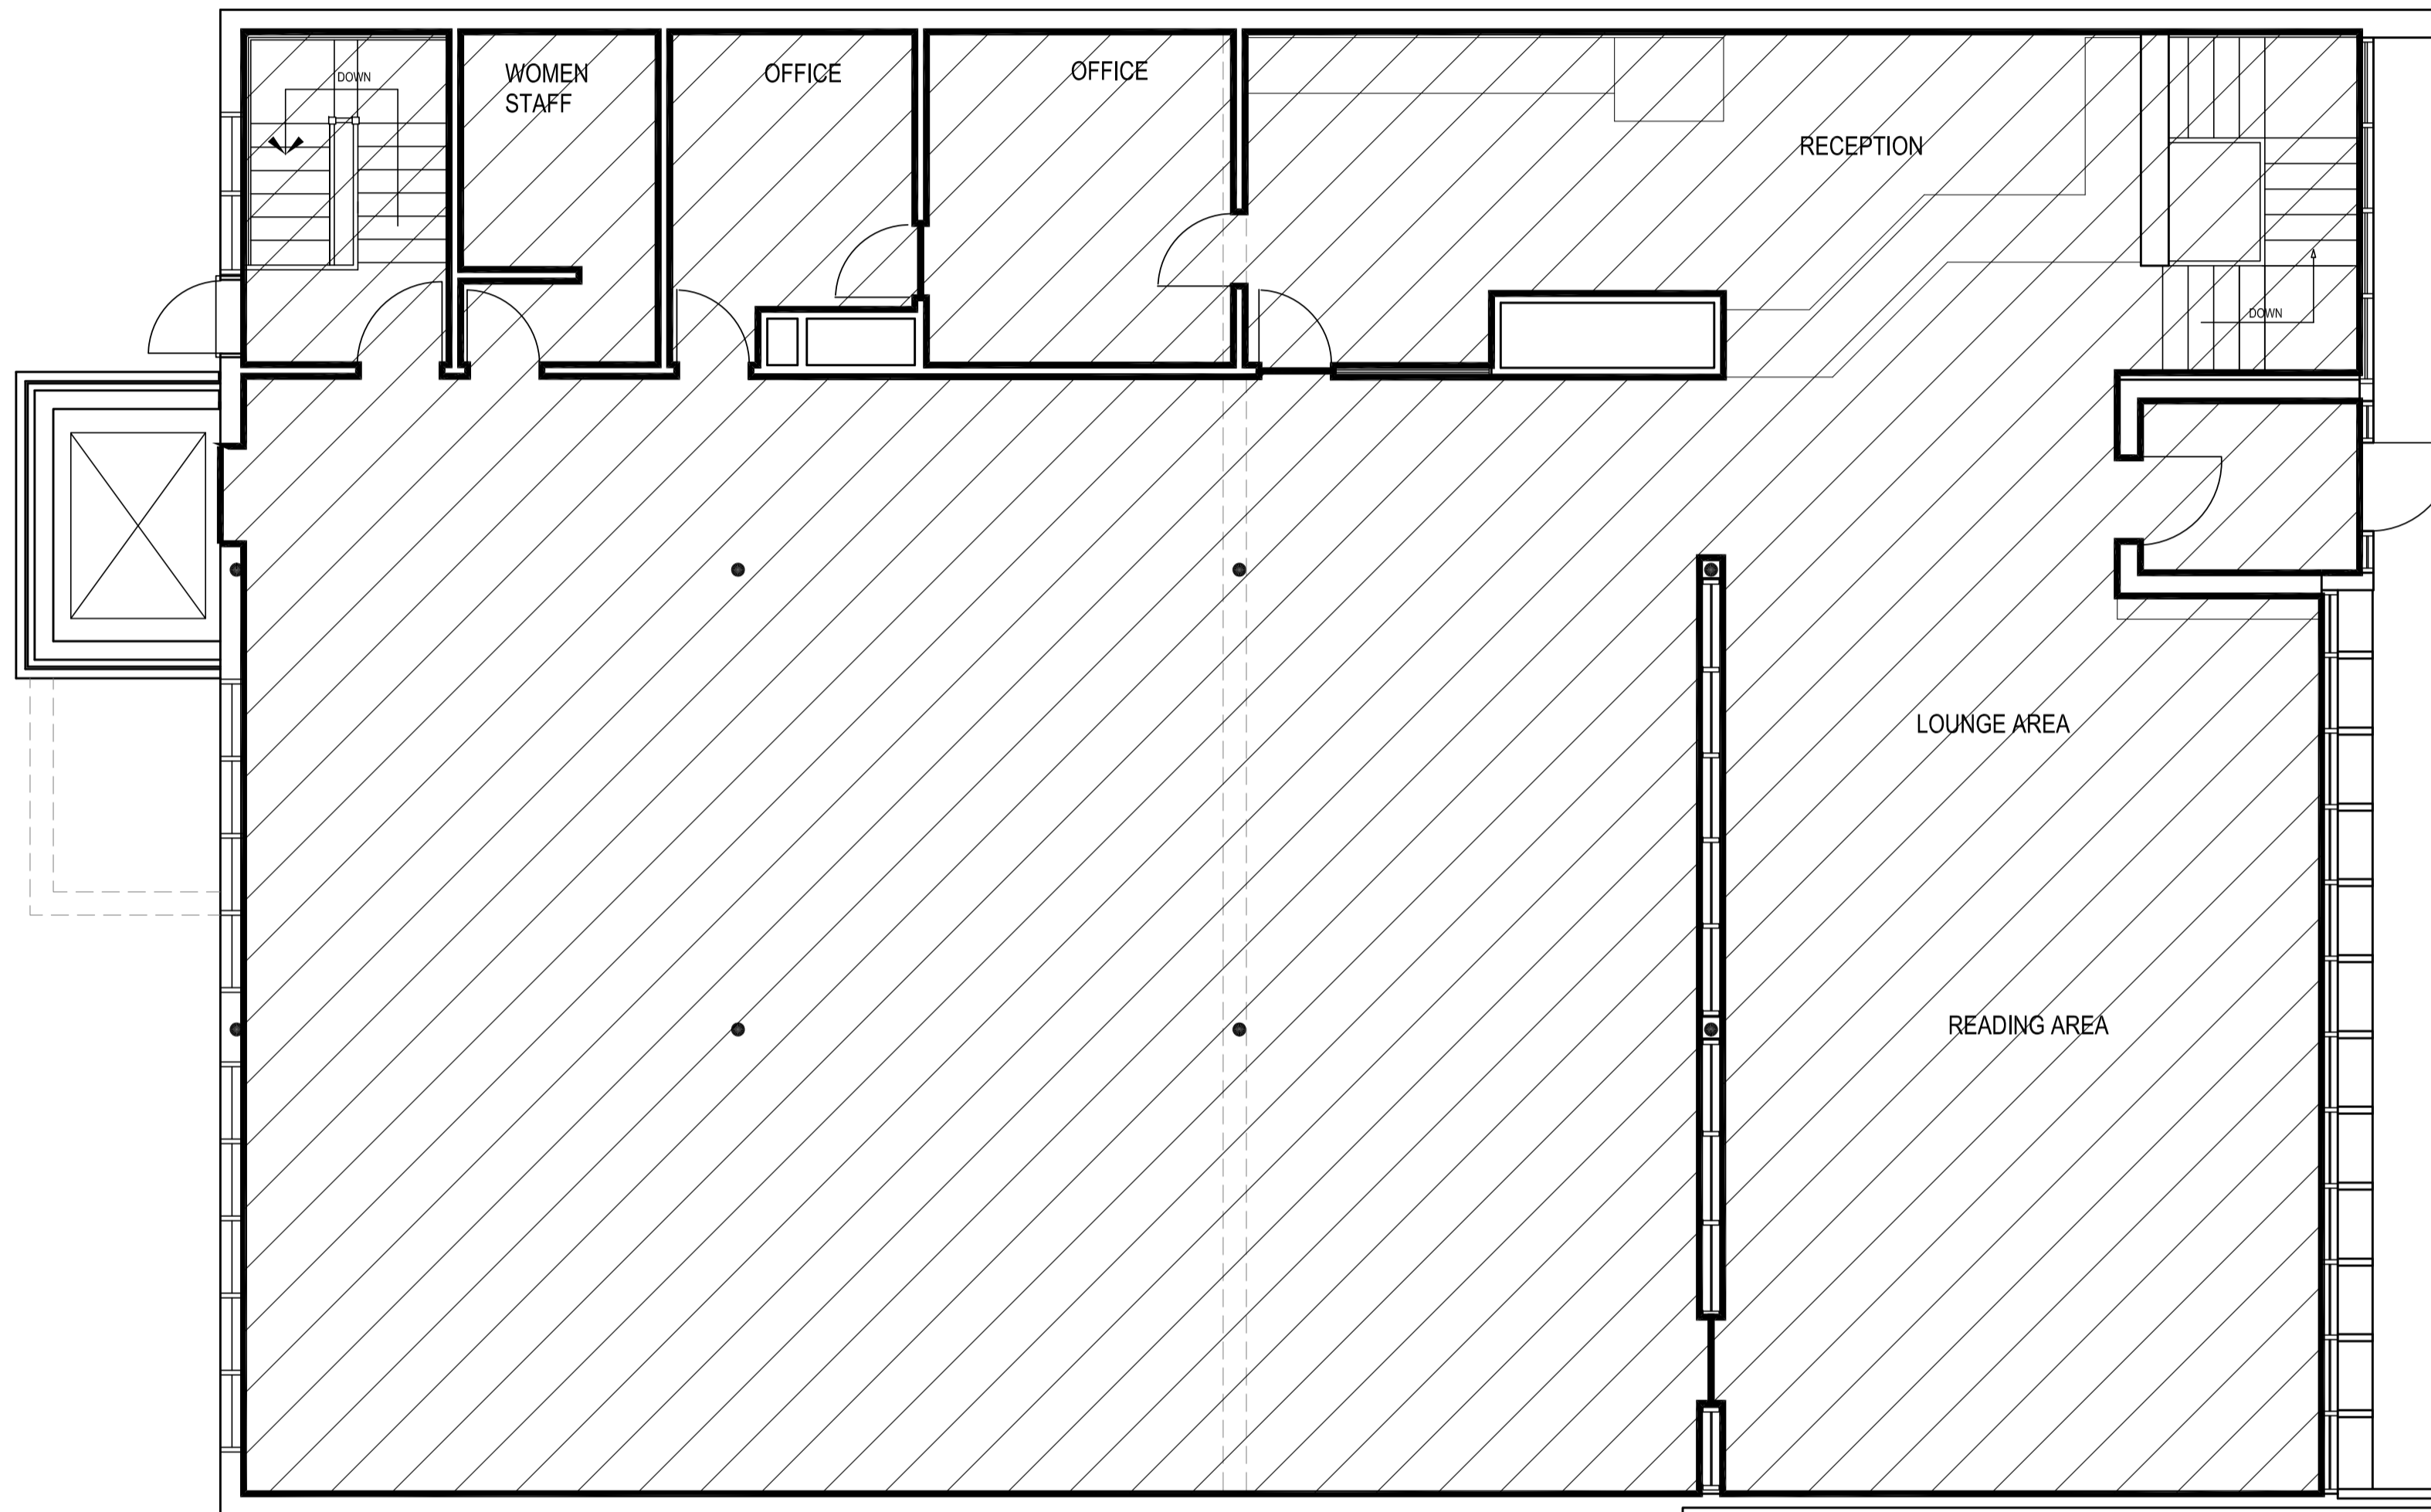 DOWN
WOMEN
STAFF
OFFICE
OFFICE
RECEPTION
DOWN
LOUNGE AREA
READING AREA